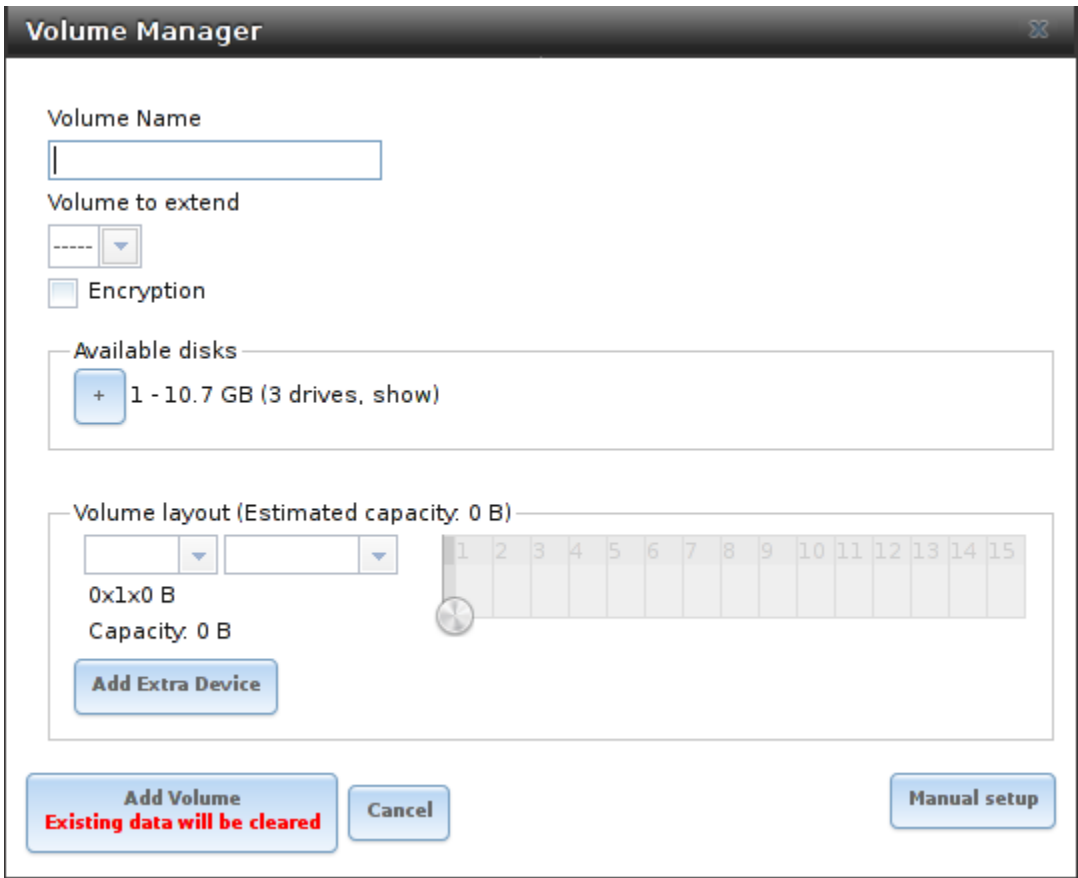 Volume Manager
Volume Name
Volume to extend
-----
Encryption
Available disks
+ 1 - 10.7 GB (3 drives, show)
Volume layout (Estimated capacity: 0 B)
1 2 3 4 5 6 7 8 9 10 11 12 13 14 15
0x1x0 B
Capacity: 0 B
Add Extra Device
Add Volume
Existing data will be cleared
Cancel
Manual setup